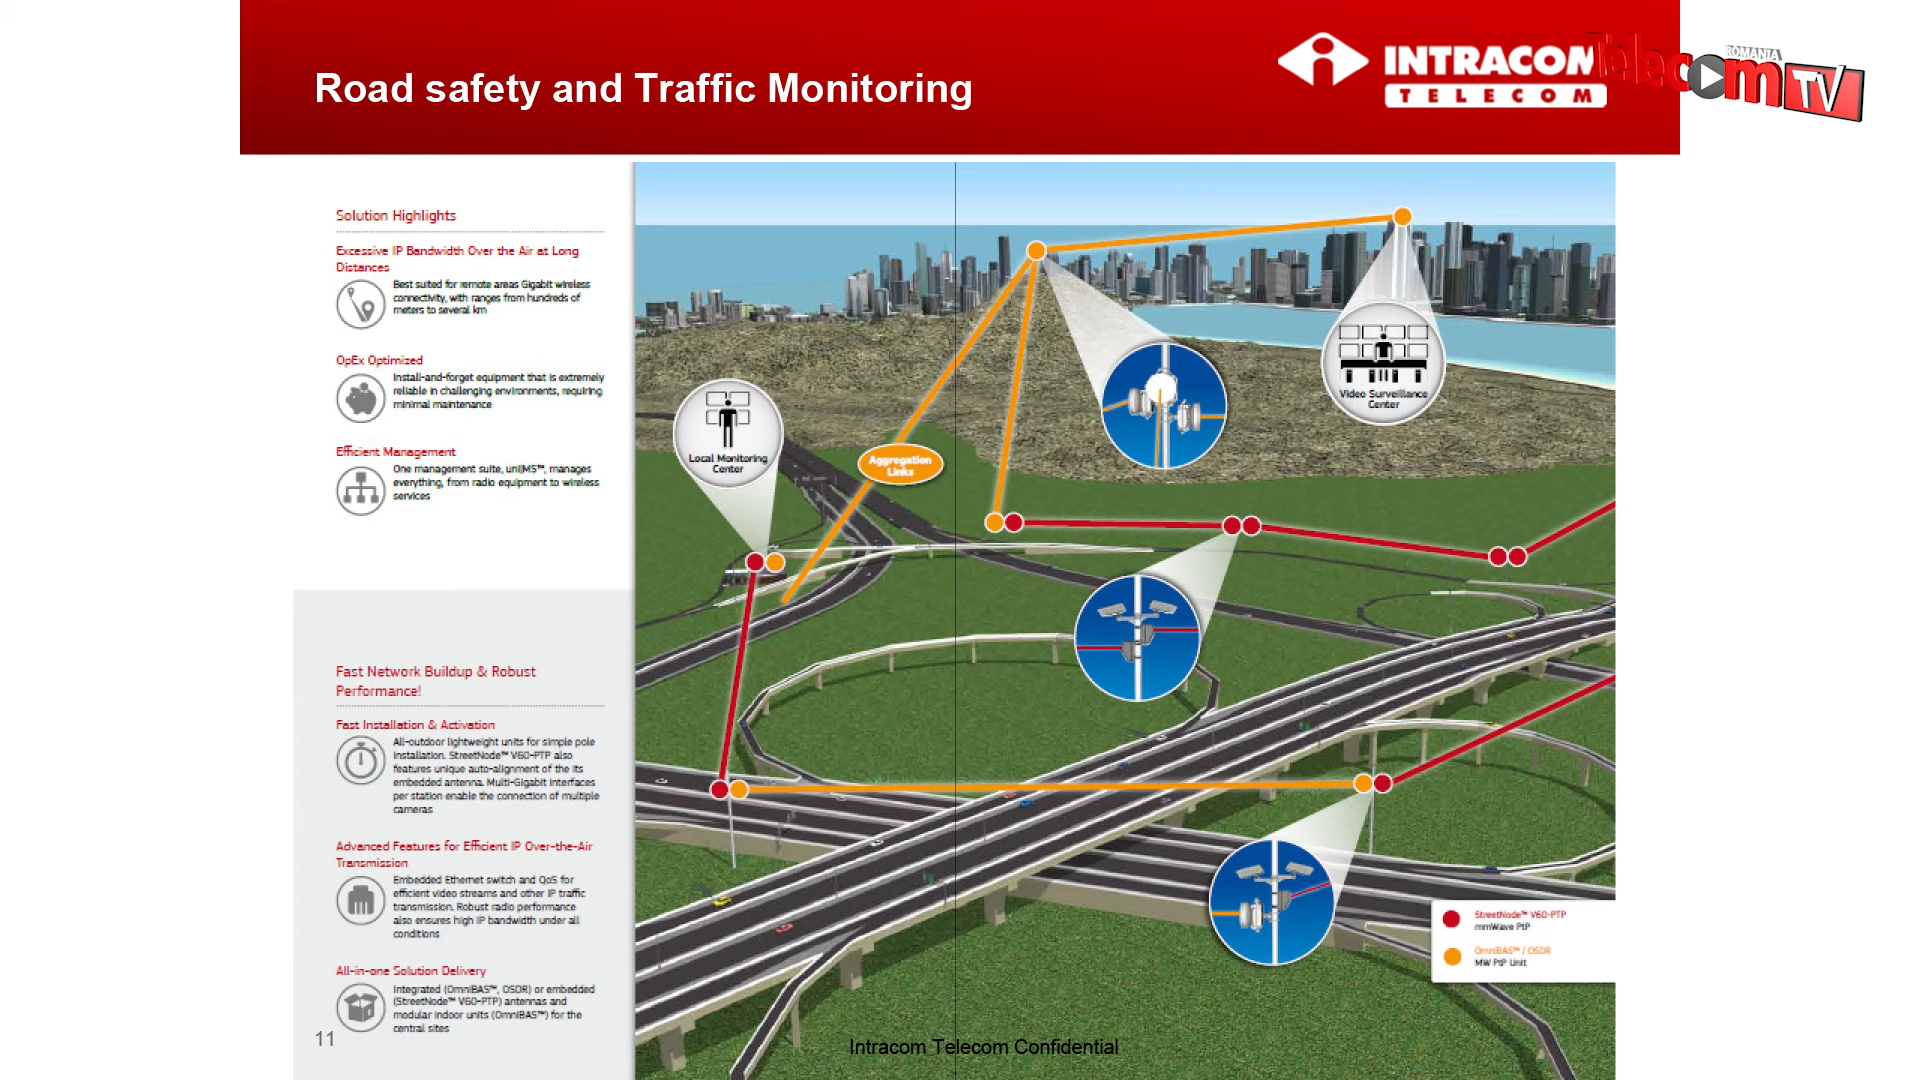 Road safety and Traffic Monitoring
INTRACOM
TELECOM
ROMANIA
Telecom TV
Solution Highlights
Excessive IP Bandwidth Over the Air at Long
Distances
Best suited for remote areas Gigabit wireless
connectivity, with ranges from hundreds of
meters to several km
OpEx Optimized
Install-and-forget equipment that is extremely
reliable in challenging environments, requiring
minimal maintenance
Efficient Management
One management suite, uni|MS™, manages
everything, from radio equipment to wireless
services
Fast Network Buildup & Robust
Performance!
Fast Installation & Activation
All-outdoor lightweight units for simple pole
installation. StreetNode™ V60-PTP also
features unique auto-alignment of the its
embedded antenna. Multi-Gigabit interfaces
per station enable the connection of multiple
cameras
Advanced Features for Efficient IP Over-the-Air
Transmission
Embedded Ethernet switch and QoS for
efficient video streams and other IP traffic
transmission. Robust radio performance
also ensures high IP bandwidth under all
conditions
All-in-one Solution Delivery
Integrated (OmniBAS™, OSDR) or embedded
(StreetNode™ V60-PTP) antennas and
modular indoor units (OmniBAS™) for the
central sites
Local Monitoring
Center
Aggregation
Links
Video Surveillance
Center
StreetNode™ V60-PTP
mmWave PtP
OmniBAS™ / OSDR
MW PtP Unit
11
Intracom Telecom Confidential